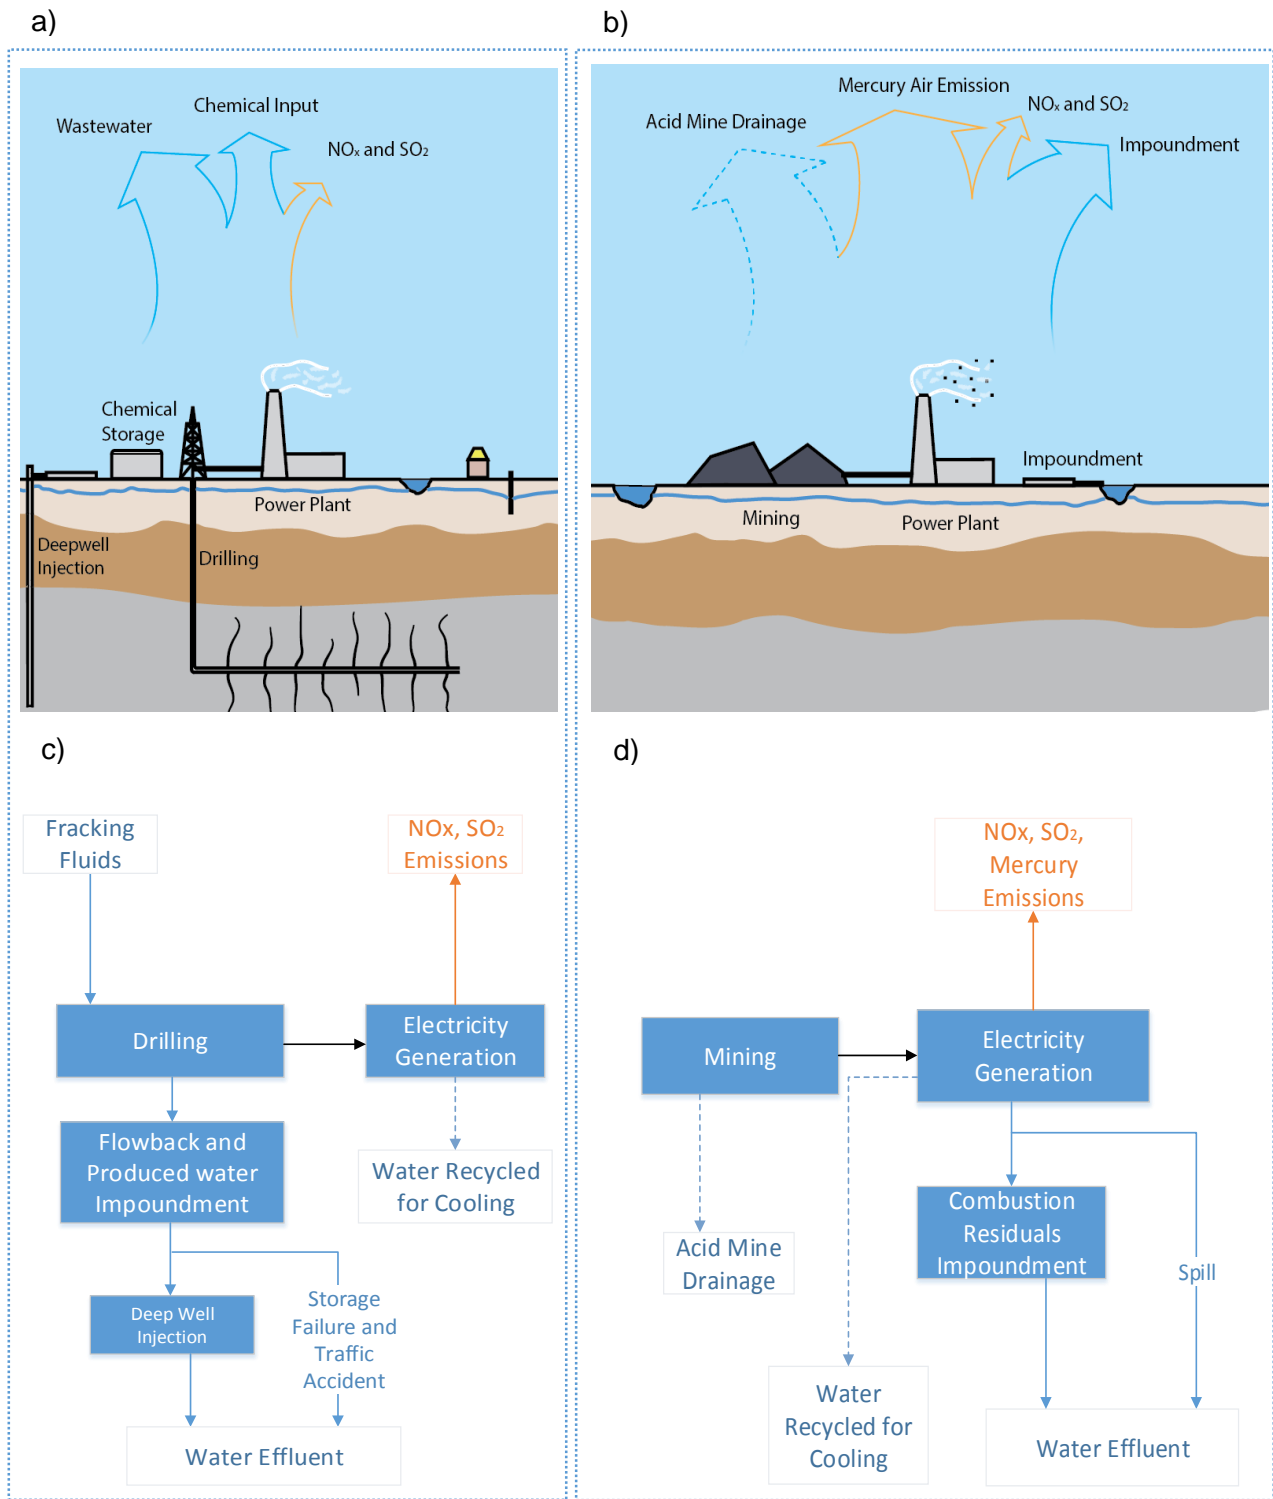 a)
Chemical Input
Wastewater
NOx and SO2
Chemical
Storage
Power Plant
Deepwell
Injection
Drilling
b)
Mercury Air Emission
NOx and SO2
Acid Mine Drainage
Impoundment
Impoundment
Mining
Power Plant
c)
Fracking
Fluids
NOx, SO2
Emissions
Drilling
Electricity
Generation
Flowback and
Produced water
Impoundment
Water Recycled
for Cooling
Deep Well
Injection
Storage
Failure and
Traffic
Accident
Water Effluent
d)
NOx, SO2,
Mercury
Emissions
Mining
Electricity
Generation
Combustion
Residuals
Impoundment
Acid Mine
Drainage
Spill
Water
Recycled for
Cooling
Water Effluent